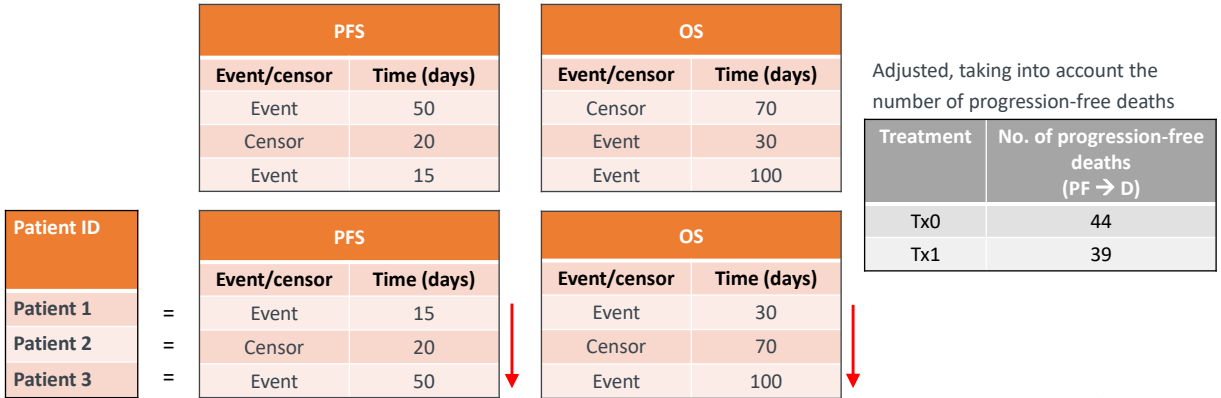 PFS
Event/censor Time (days)
Event 50
Censor 20
Event 15
OS
Event/censor Time (days)
Censor 70
Event 30
Event 100
Adjusted, taking into account the
number of progression-free deaths
Treatment No. of progression-free
deaths
(PF → D)
Tx0 44
Tx1 39
Patient ID
Patient 1 =
Patient 2 =
Patient 3 =
PFS
Event/censor Time (days)
Event 15
Censor 20
Event 50
OS
Event/censor Time (days)
Event 30
Censor 70
Event 100